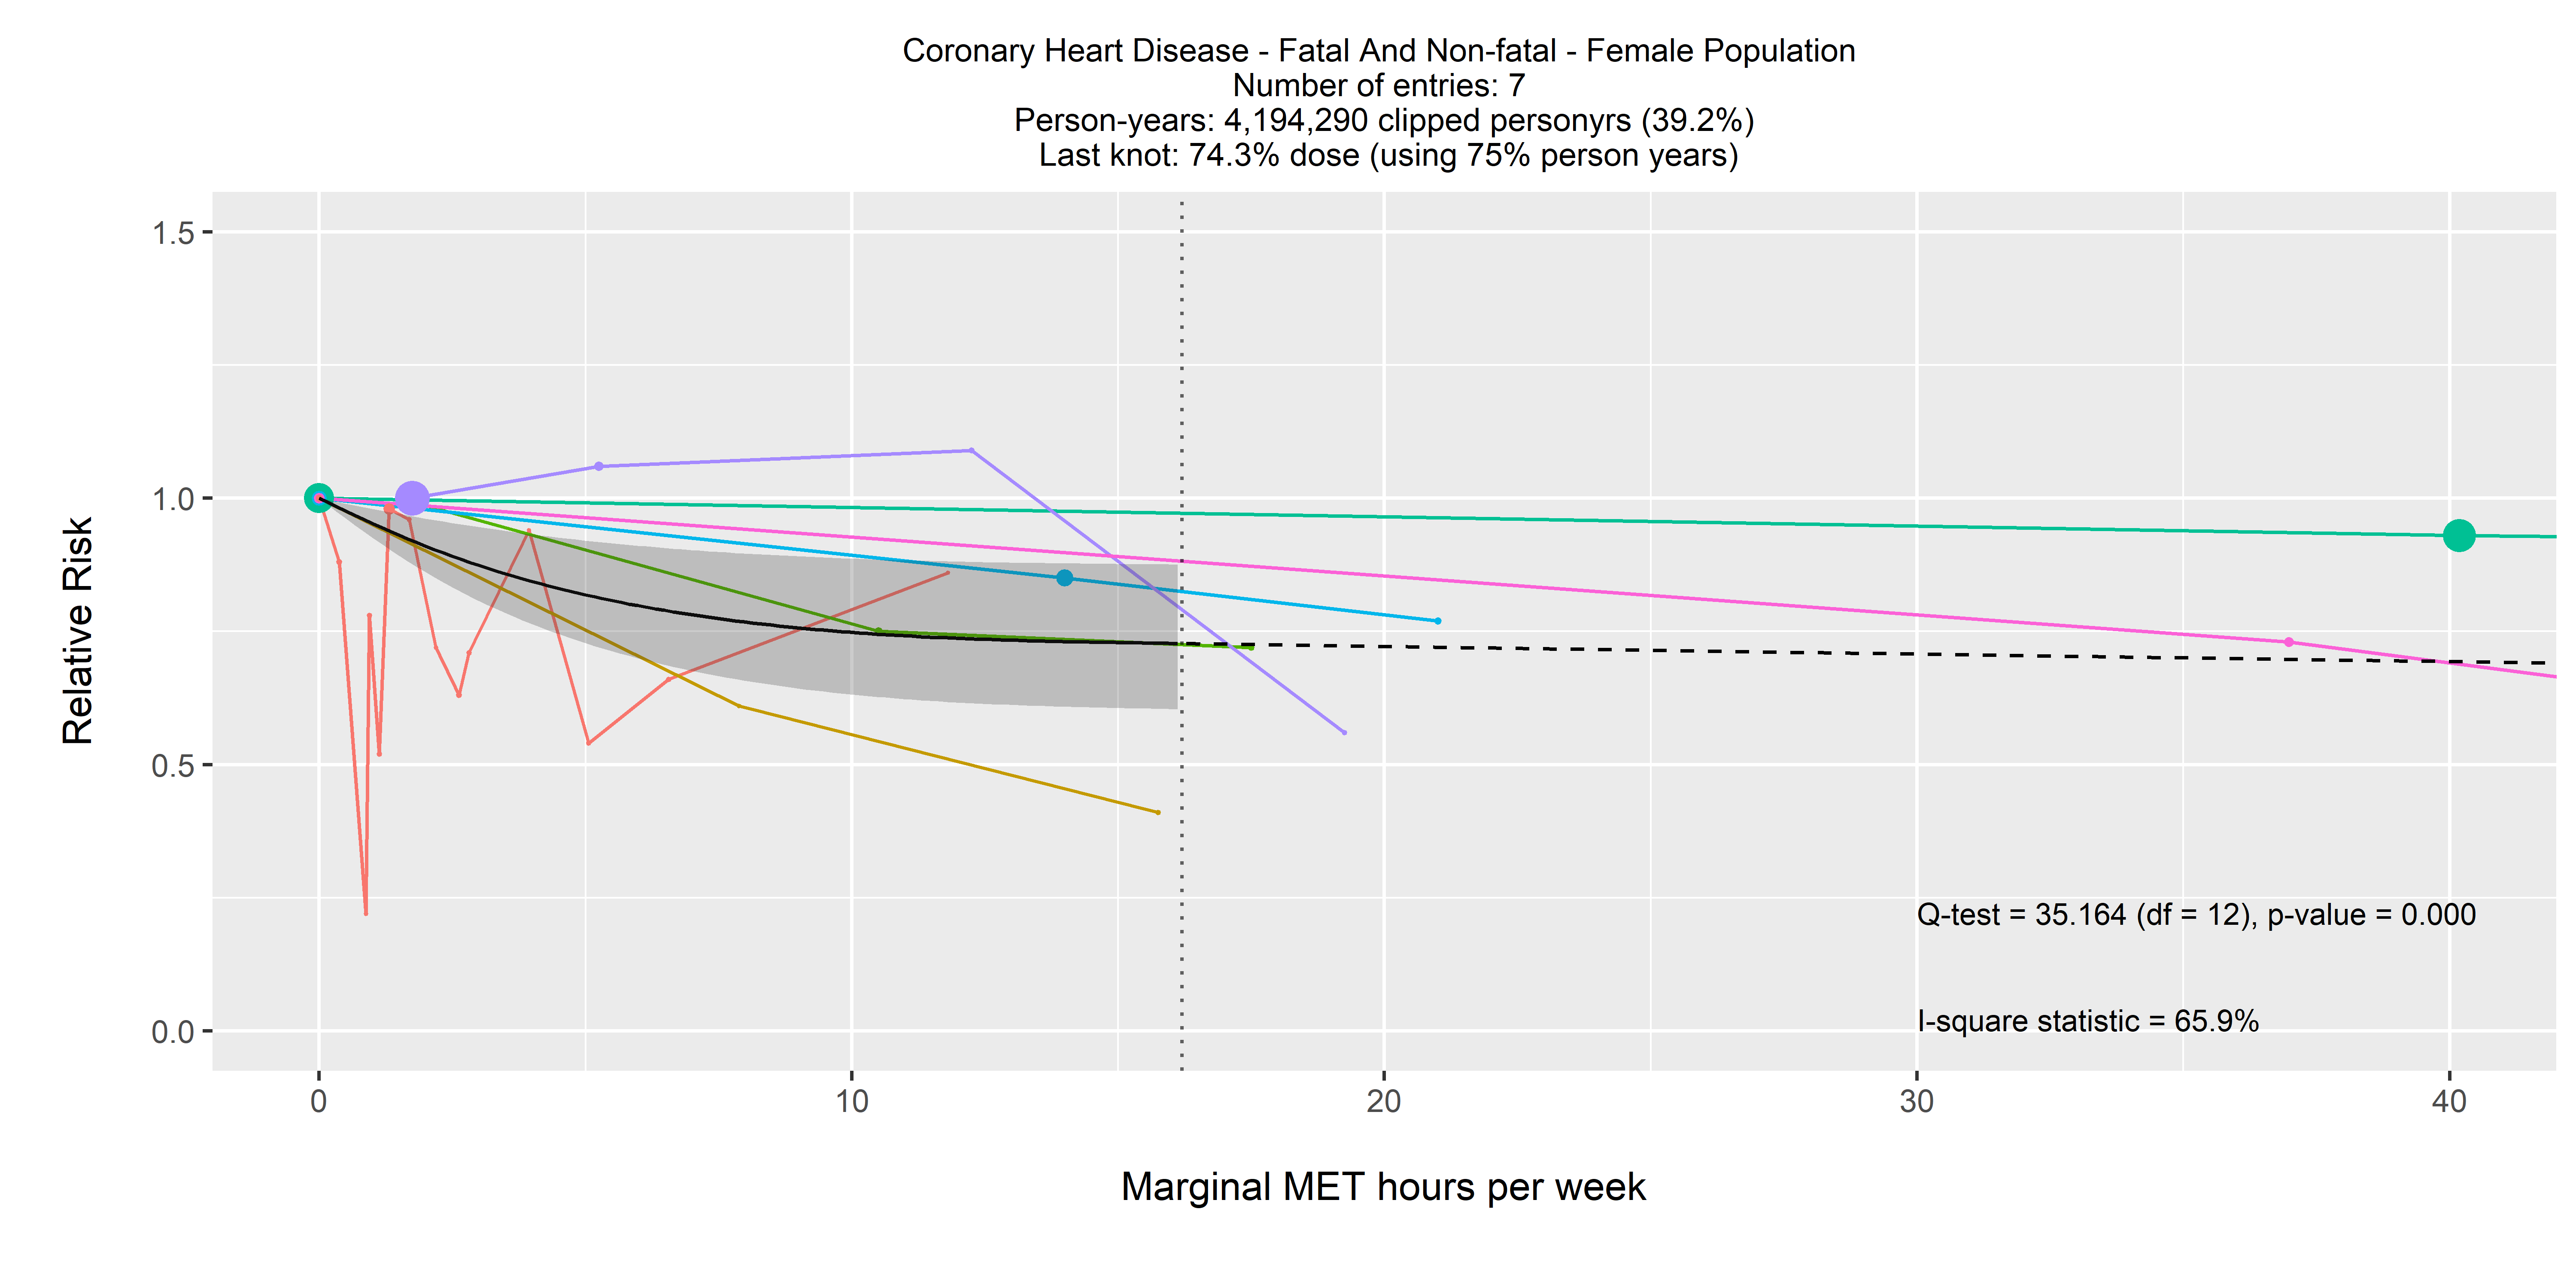 Coronary Heart Disease - Fatal And Non-fatal - Female Population
Number of entries: 7
Person-years: 4,194,290 clipped personyrs (39.2%)
Last knot: 74.3% dose (using 75% person years)
1.5
1.0
0.5
0.0
Relative Risk
Q-test = 35.164 (df = 12), p-value = 0.000
I-square statistic = 65.9%
0 10 20 30 40
Marginal MET hours per week